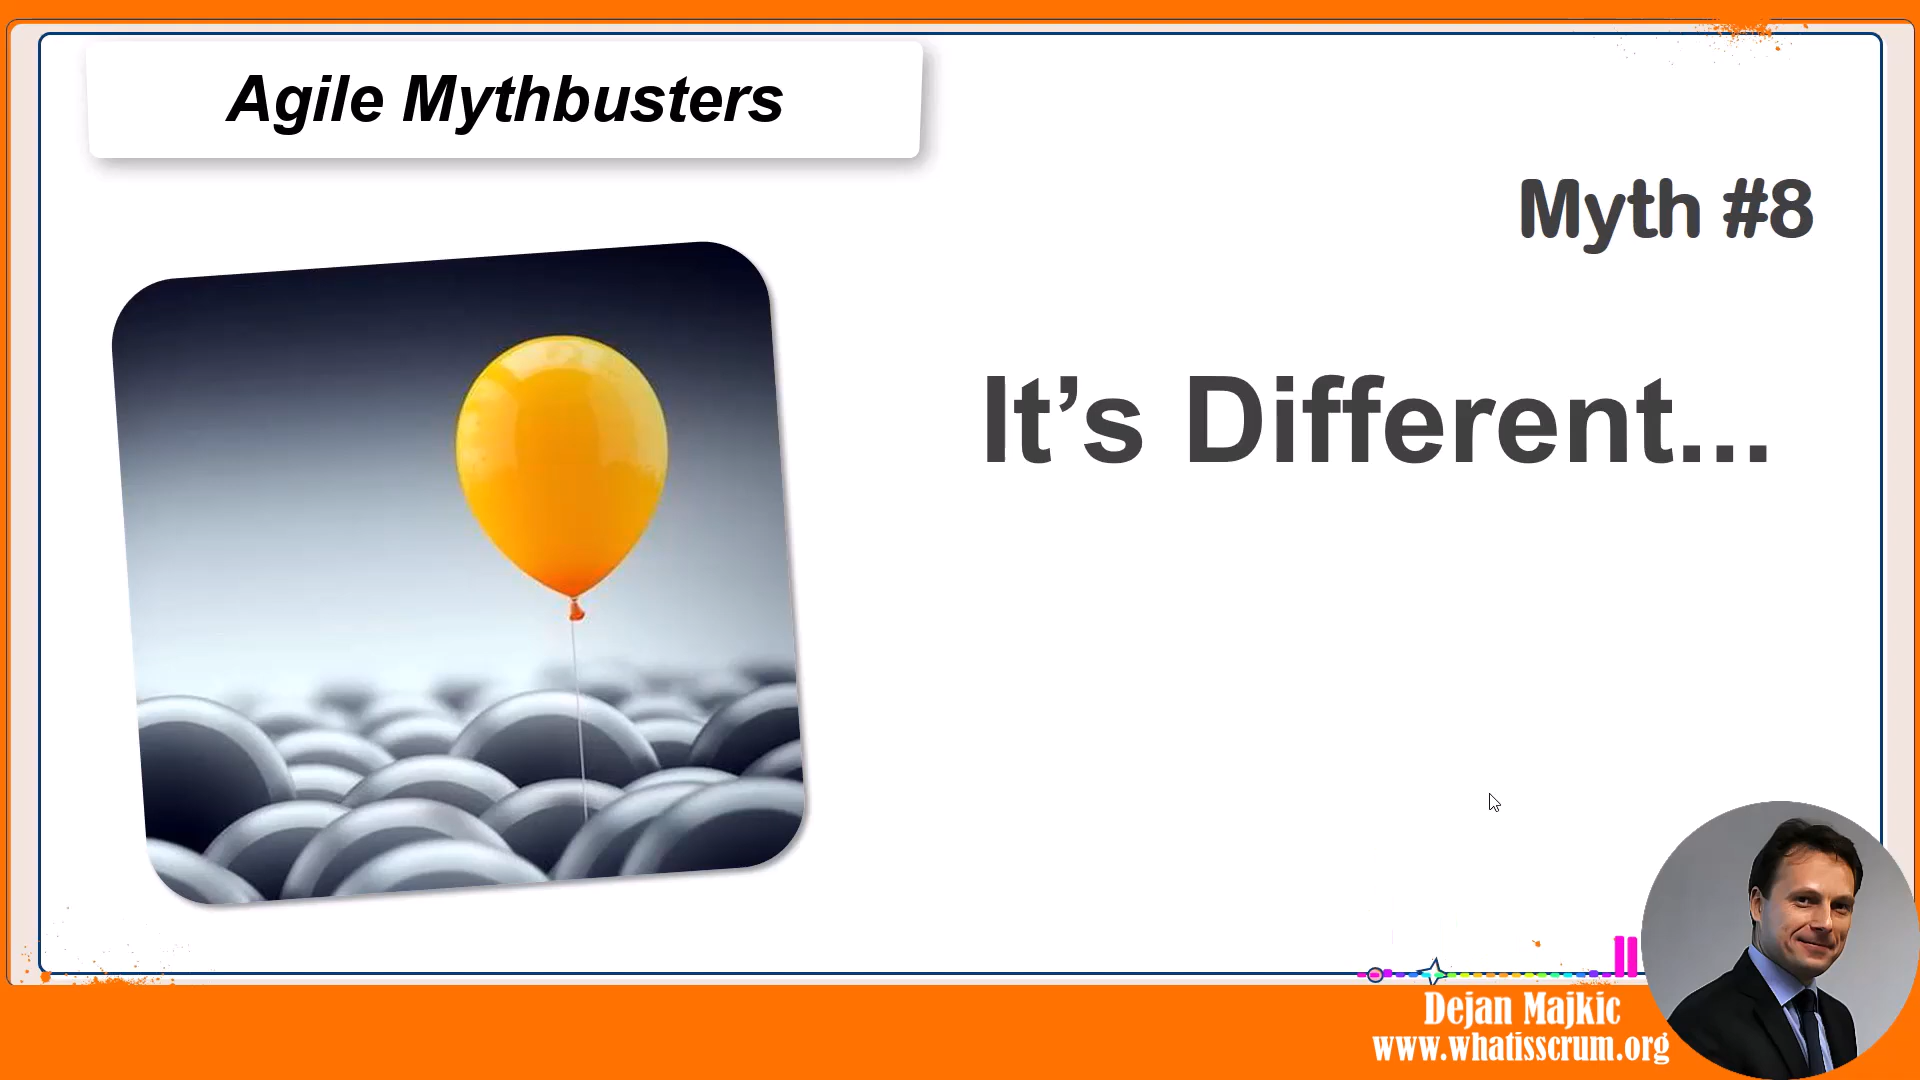 Agile Mythbusters
Myth #8
It’s Different...
Dejan Majkic
www.whatisscrum.org